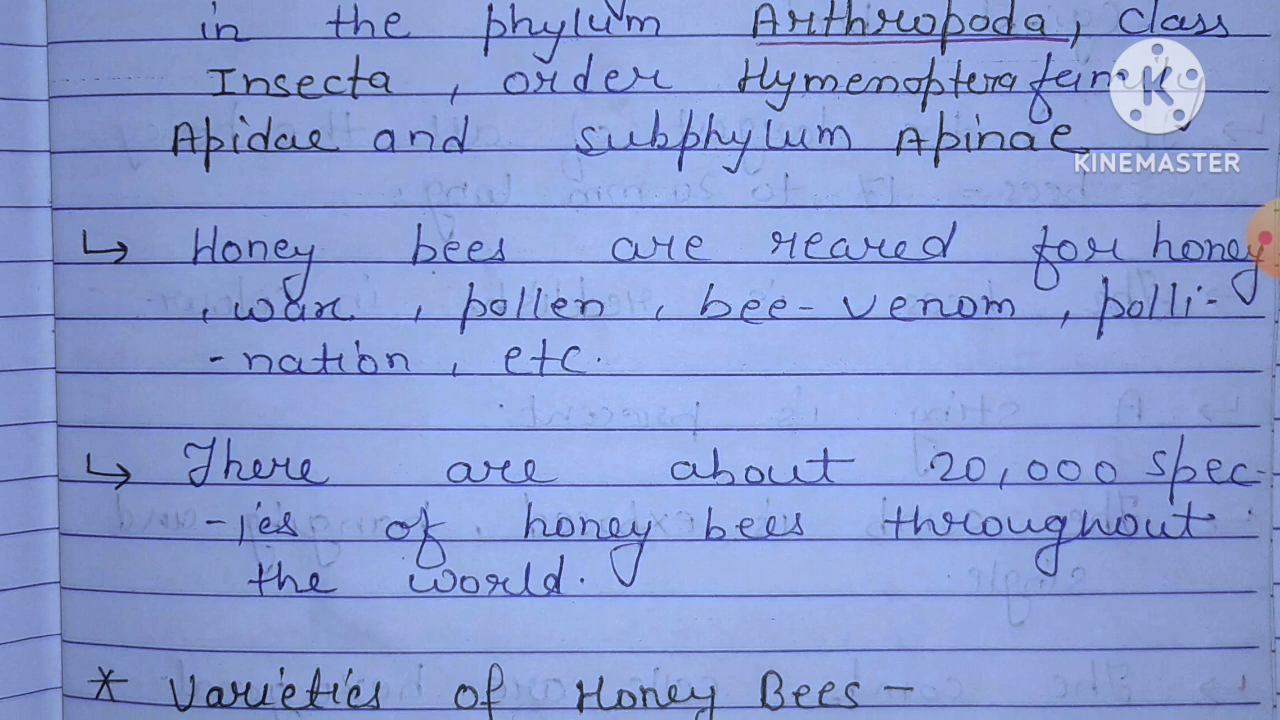 in the phylum Arthropoda, class
Insecta, order Hymenoptera family
Apidae and subphylum Apinae
KINEMASTER
↳ Honey bees are reared for honey
, wax, pollen, bee-venom, polli-
-nation, etc.
↳ There are about 20,000 spec-
-ies of honey bees throughout
the world.
* Varieties of Honey Bees -